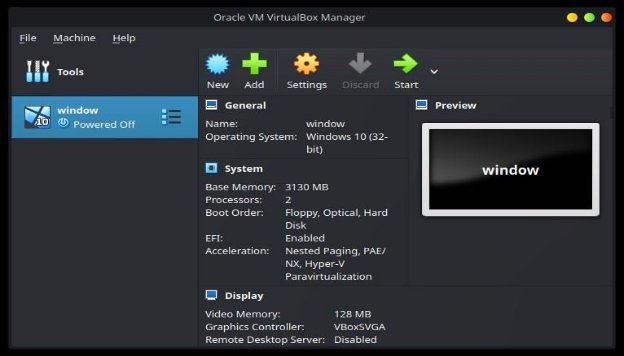 Oracle VM VirtualBox Manager
File Machine Help
Tools
New Add Settings Discard Start
window
Powered Off
10
General
Name: window
Operating System: Windows 10 (32-
bit)
System
Base Memory: 3130 MB
Processors: 2
Boot Order: Floppy, Optical, Hard
Disk
EFI: Enabled
Acceleration: Nested Paging, PAE/
NX, Hyper-V
Paravirtualization
Display
Video Memory: 128 MB
Graphics Controller: VBoxSVGA
Remote Desktop Server: Disabled
Preview
window